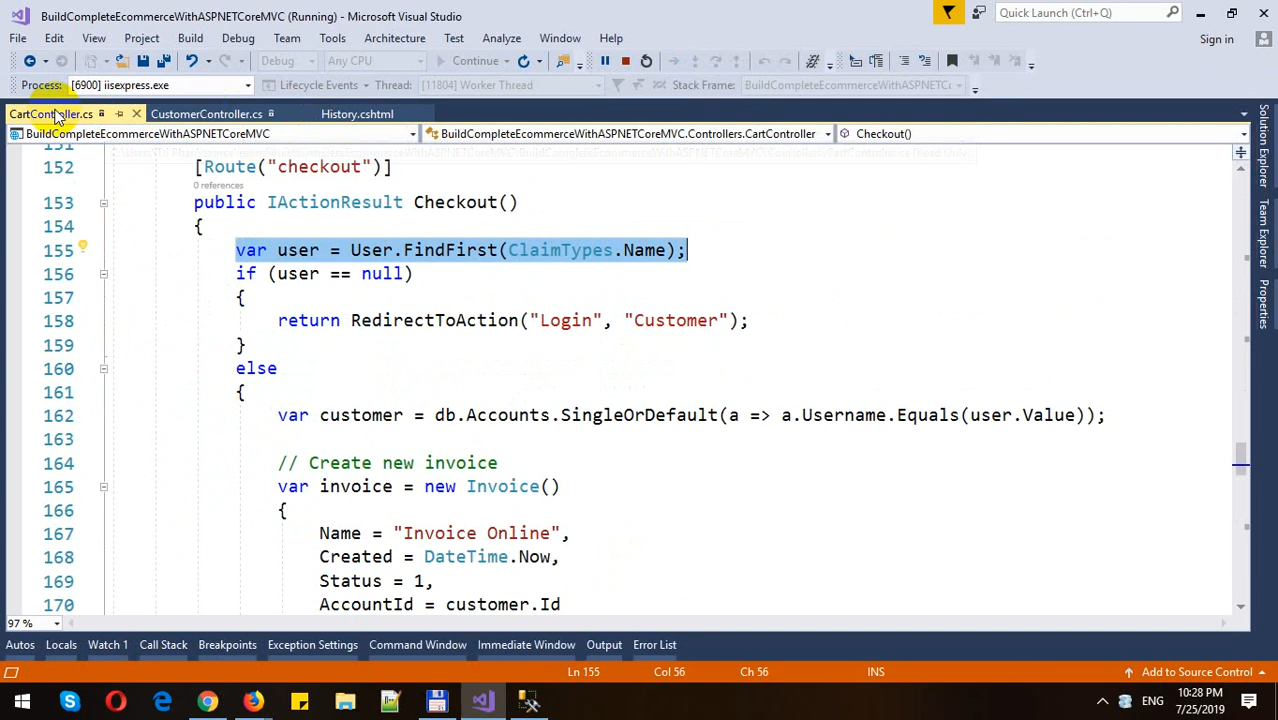 BuildCompleteEcommerceWithASPNETCoreMVC (Running) - Microsoft Visual Studio
Quick Launch (Ctrl+Q)
File Edit View Project Build Debug Team Tools Architecture Test Analyze Window Help
Sign in
Debug Any CPU Continue
Process: [6900] iisexpress.exe Lifecycle Events Thread: [11804] Worker Thread Stack Frame: BuildCompleteEcommerceWithASPNETC
CartController.cs CustomerController.cs History.cshtml
BuildCompleteEcommerceWithASPNETCoreMVC BuildCompleteEcommerceWithASPNETCoreMVC.Controllers.CartController Checkout()
151
152 [Route("checkout")]
0 references
153 public IActionResult Checkout()
154 {
155 var user = User.FindFirst(ClaimTypes.Name);
156 if (user == null)
157 {
158 return RedirectToAction("Login", "Customer");
159 }
160 else
161 {
162 var customer = db.Accounts.SingleOrDefault(a => a.Username.Equals(user.Value));
163
164 // Create new invoice
165 var invoice = new Invoice()
166 {
167 Name = "Invoice Online",
168 Created = DateTime.Now,
169 Status = 1,
170 AccountId = customer.Id
Solution Explorer
Team Explorer
Properties
97 %
Autos Locals Watch 1 Call Stack Breakpoints Exception Settings Command Window Immediate Window Output Error List
Ln 155 Col 56 Ch 56 INS Add to Source Control
ENG
10:28 PM
7/25/2019